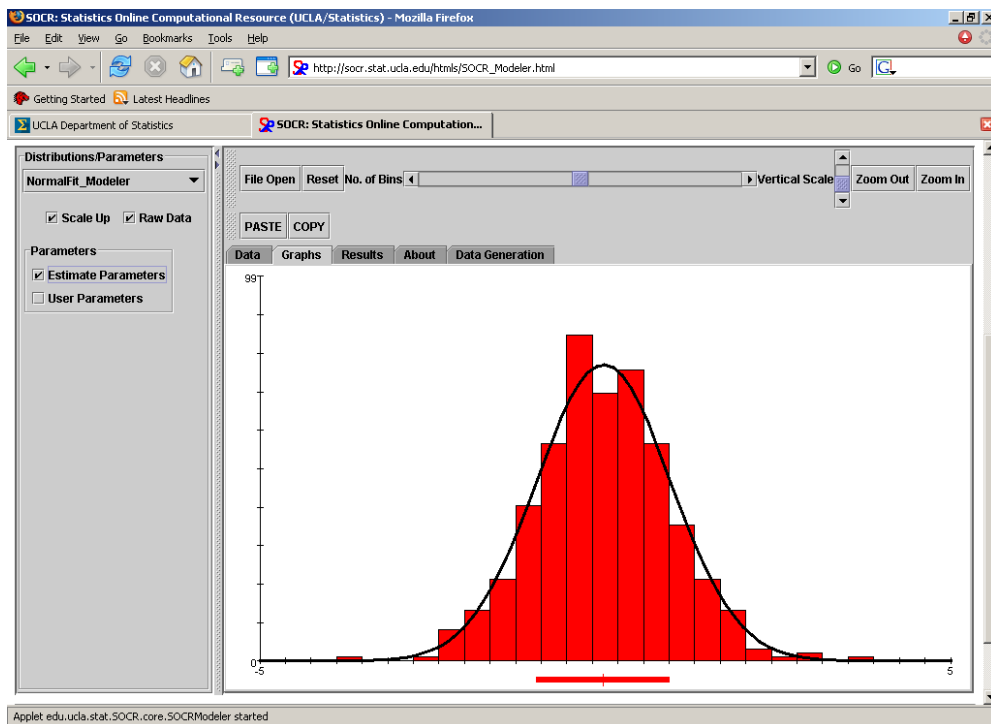 SOCR: Statistics Online Computational Resource (UCLA/Statistics) - Mozilla Firefox
File Edit View Go Bookmarks Tools Help
http://socr.stat.ucla.edu/htmls/SOCR_Modeler.html
Go
G
Getting Started Latest Headlines
Σ UCLA Department of Statistics
SOCR: Statistics Online Computation...
Distributions/Parameters
NormalFit_Modeler
Scale Up Raw Data
Parameters
Estimate Parameters
User Parameters
File Open Reset No. of Bins Vertical Scale Zoom Out Zoom In
PASTE COPY
Data Graphs Results About Data Generation
99
0
-5 5
Applet edu.ucla.stat.SOCR.core.SOCRModeler started